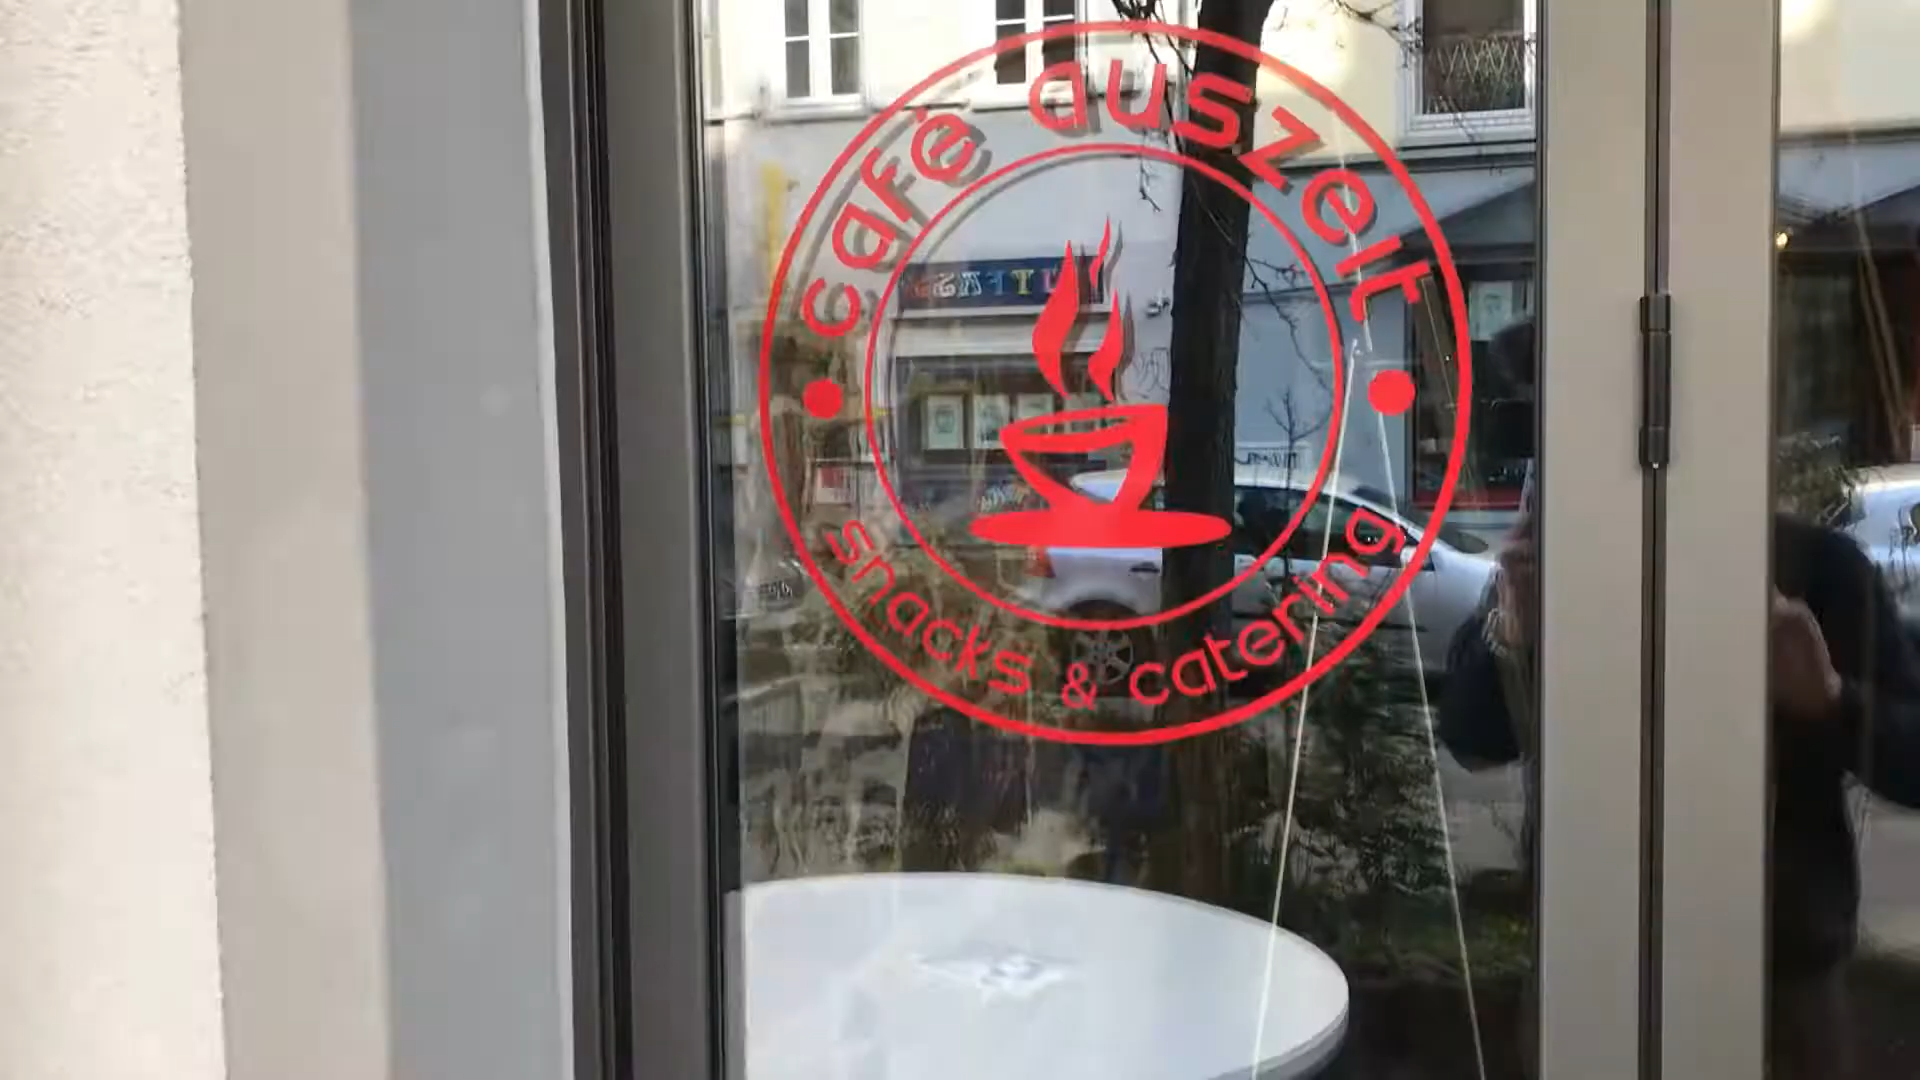 café auszeit
snacks & catering